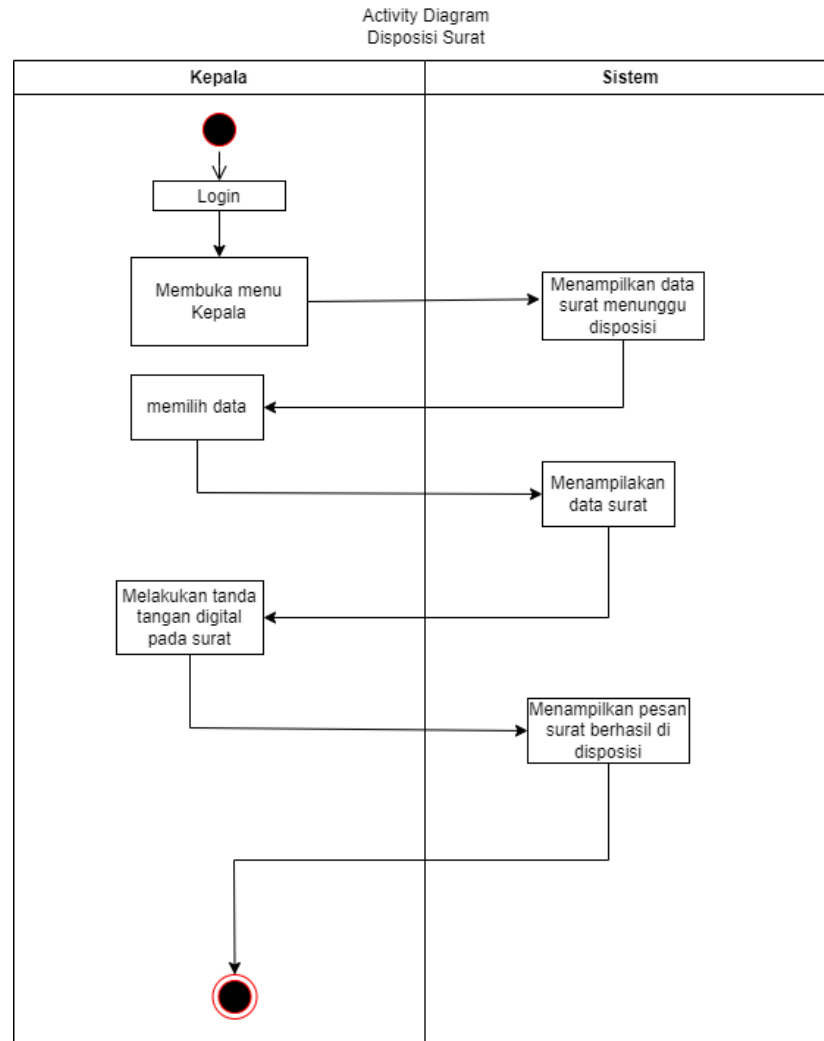 Activity Diagram
Disposisi Surat
Kepala
Sistem
Login
Membuka menu
Kepala
Menampilkan data
surat menunggu
disposisi
memilih data
Menampilakan
data surat
Melakukan tanda
tangan digital
pada surat
Menampilkan pesan
surat berhasil di
disposisi